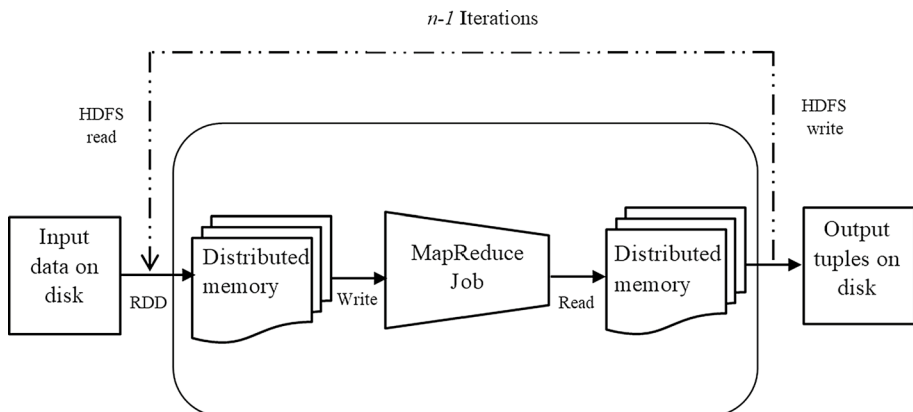 n-1 Iterations
HDFS
read
HDFS
write
Input
data on
disk
RDD
Distributed
memory
Write
MapReduce
Job
Read
Distributed
memory
Output
tuples on
disk